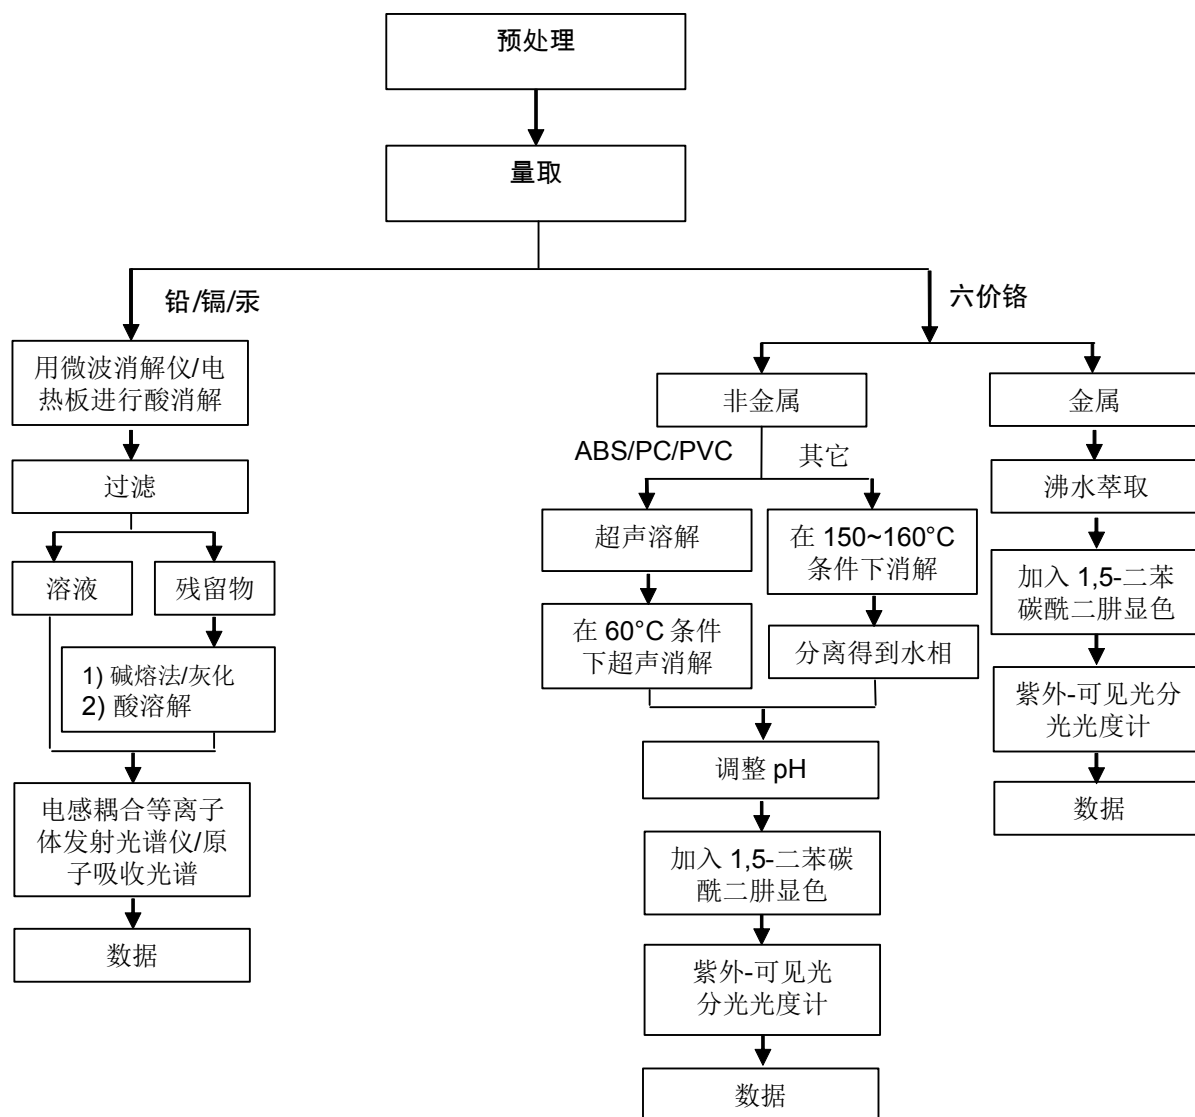 预处理
量取
铅/镉/汞
六价铬
用微波消解仪/电
热板进行酸消解
过滤
溶液
残留物
1) 碱熔法/灰化
2) 酸溶解
电感耦合等离子
体发射光谱仪/原
子吸收光谱
数据
非金属
ABS/PC/PVC
其它
超声溶解
在 60°C 条件
下超声消解
在 150~160°C
条件下消解
分离得到水相
调整 pH
加入 1,5-二苯碳
酰二肼显色
紫外-可见光
分光光度计
数据
金属
沸水萃取
加入 1,5-二苯
碳酰二肼显色
紫外-可见光分
光光度计
数据